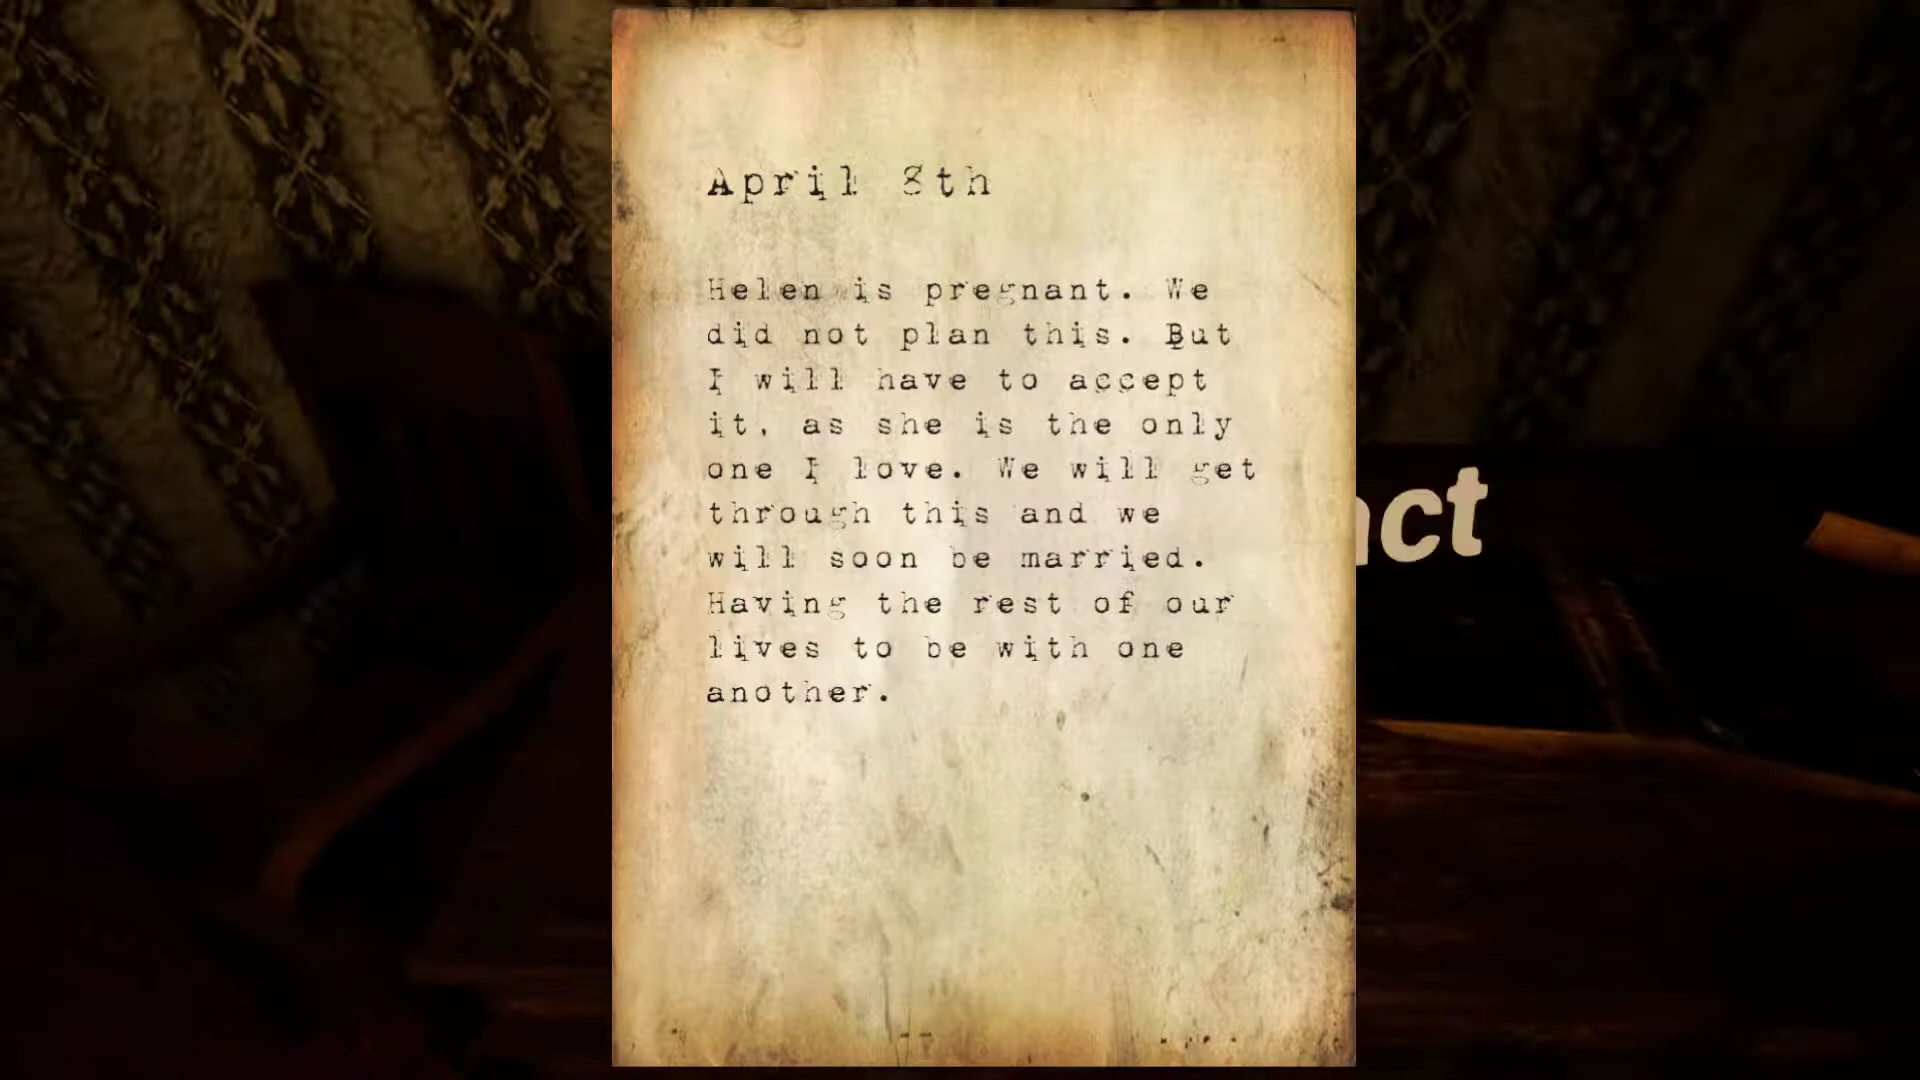 April 8th
Helen is pregnant. We
did not plan this. But
I will have to accept
it, as she is the only
one I love. We will get
through this and we
will soon be married.
Having the rest of our
lives to be with one
another.
act